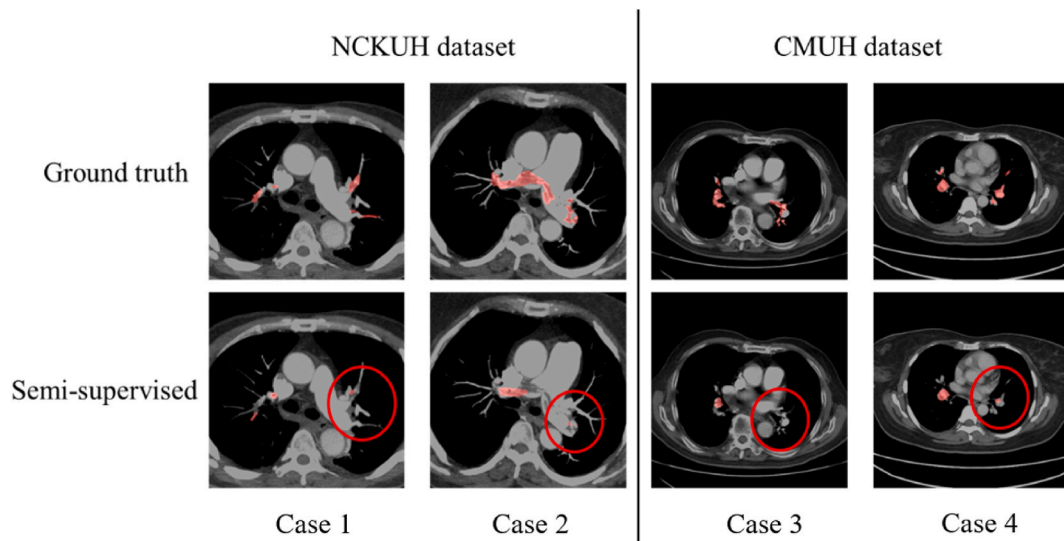 NCKUH dataset
CMUH dataset
Ground truth
Semi-supervised
Case 1
Case 2
Case 3
Case 4